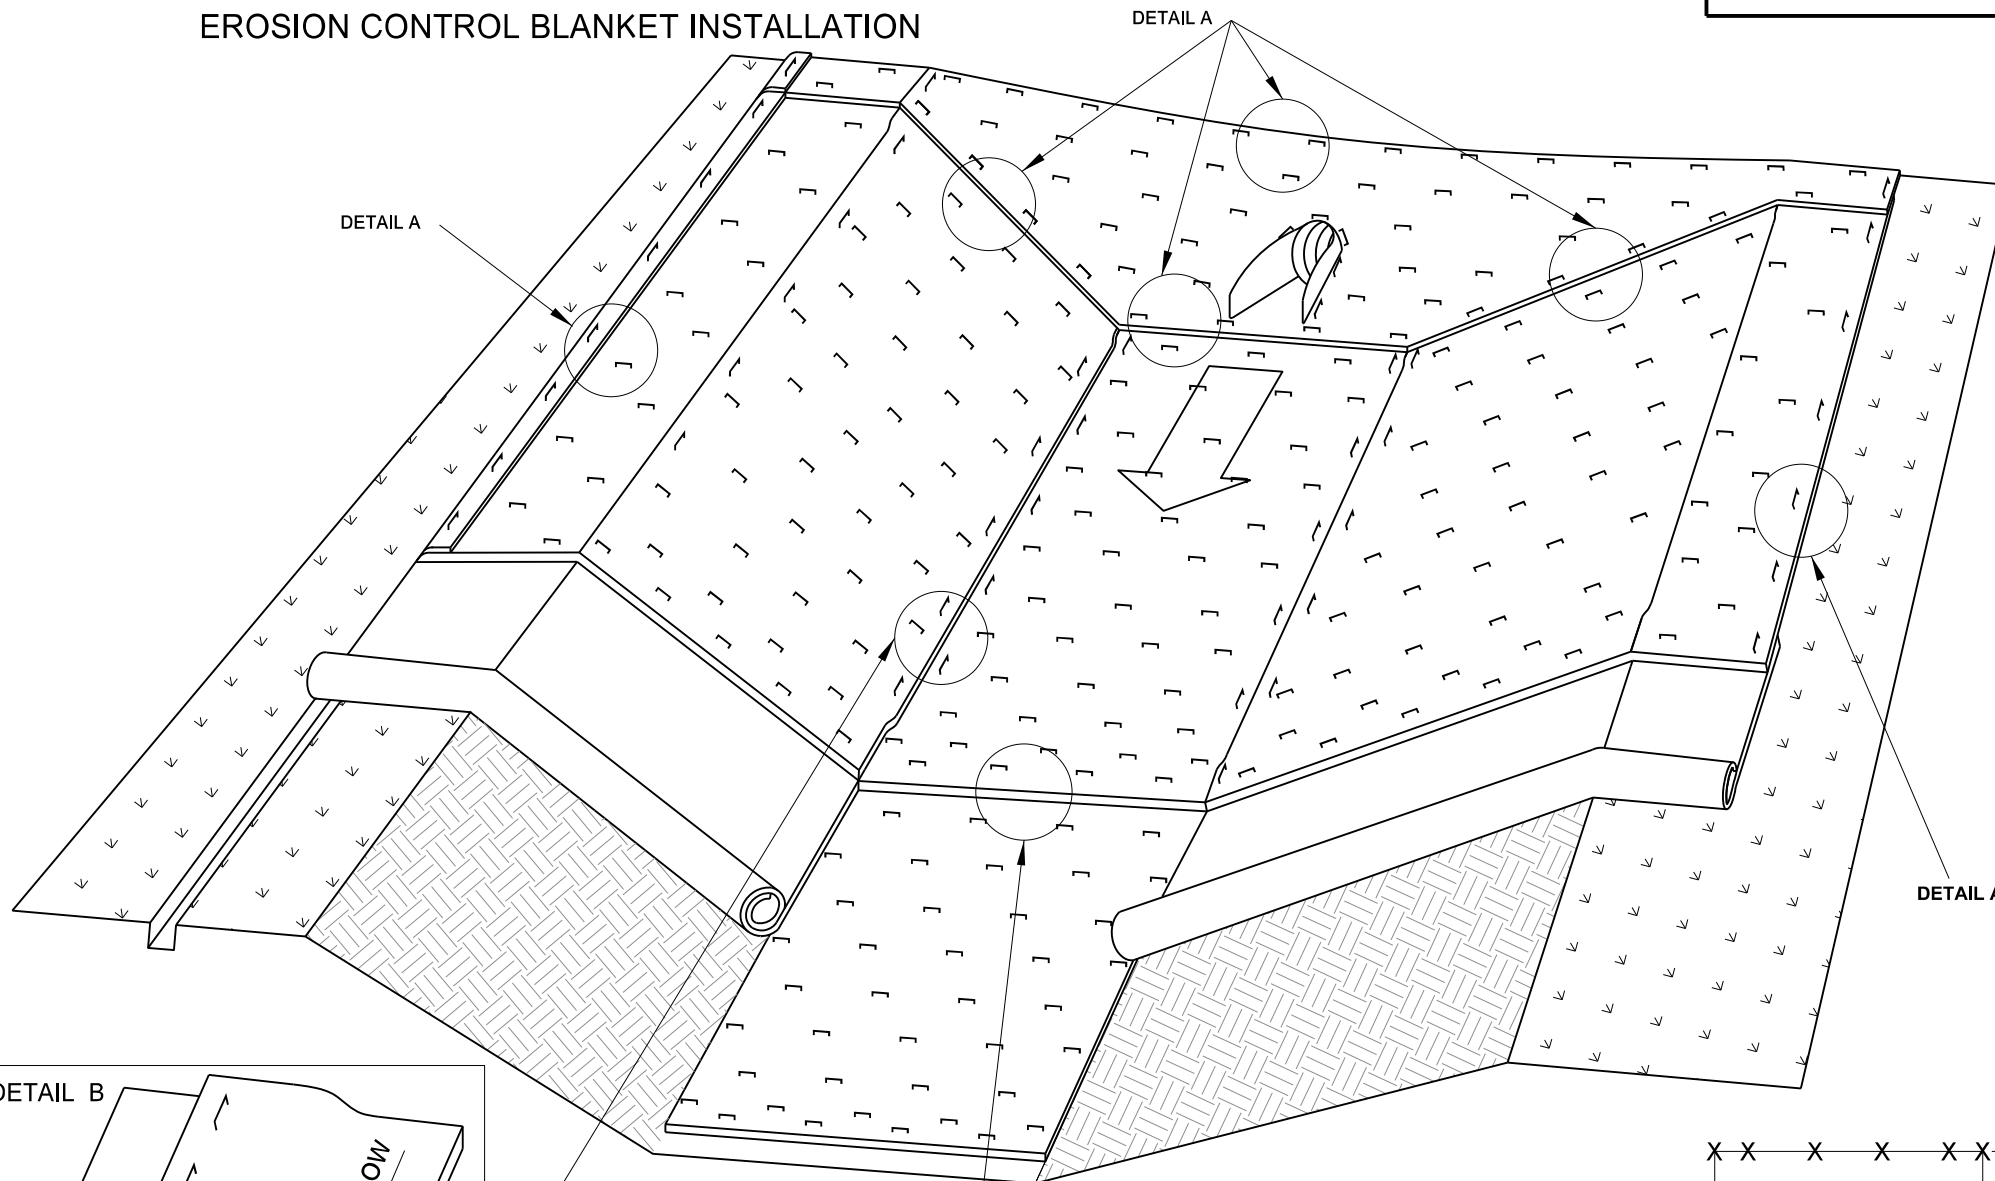 EROSION CONTROL BLANKET INSTALLATION
DETAIL A
DETAIL A
DETAIL A
DETAIL B
X X X X X X